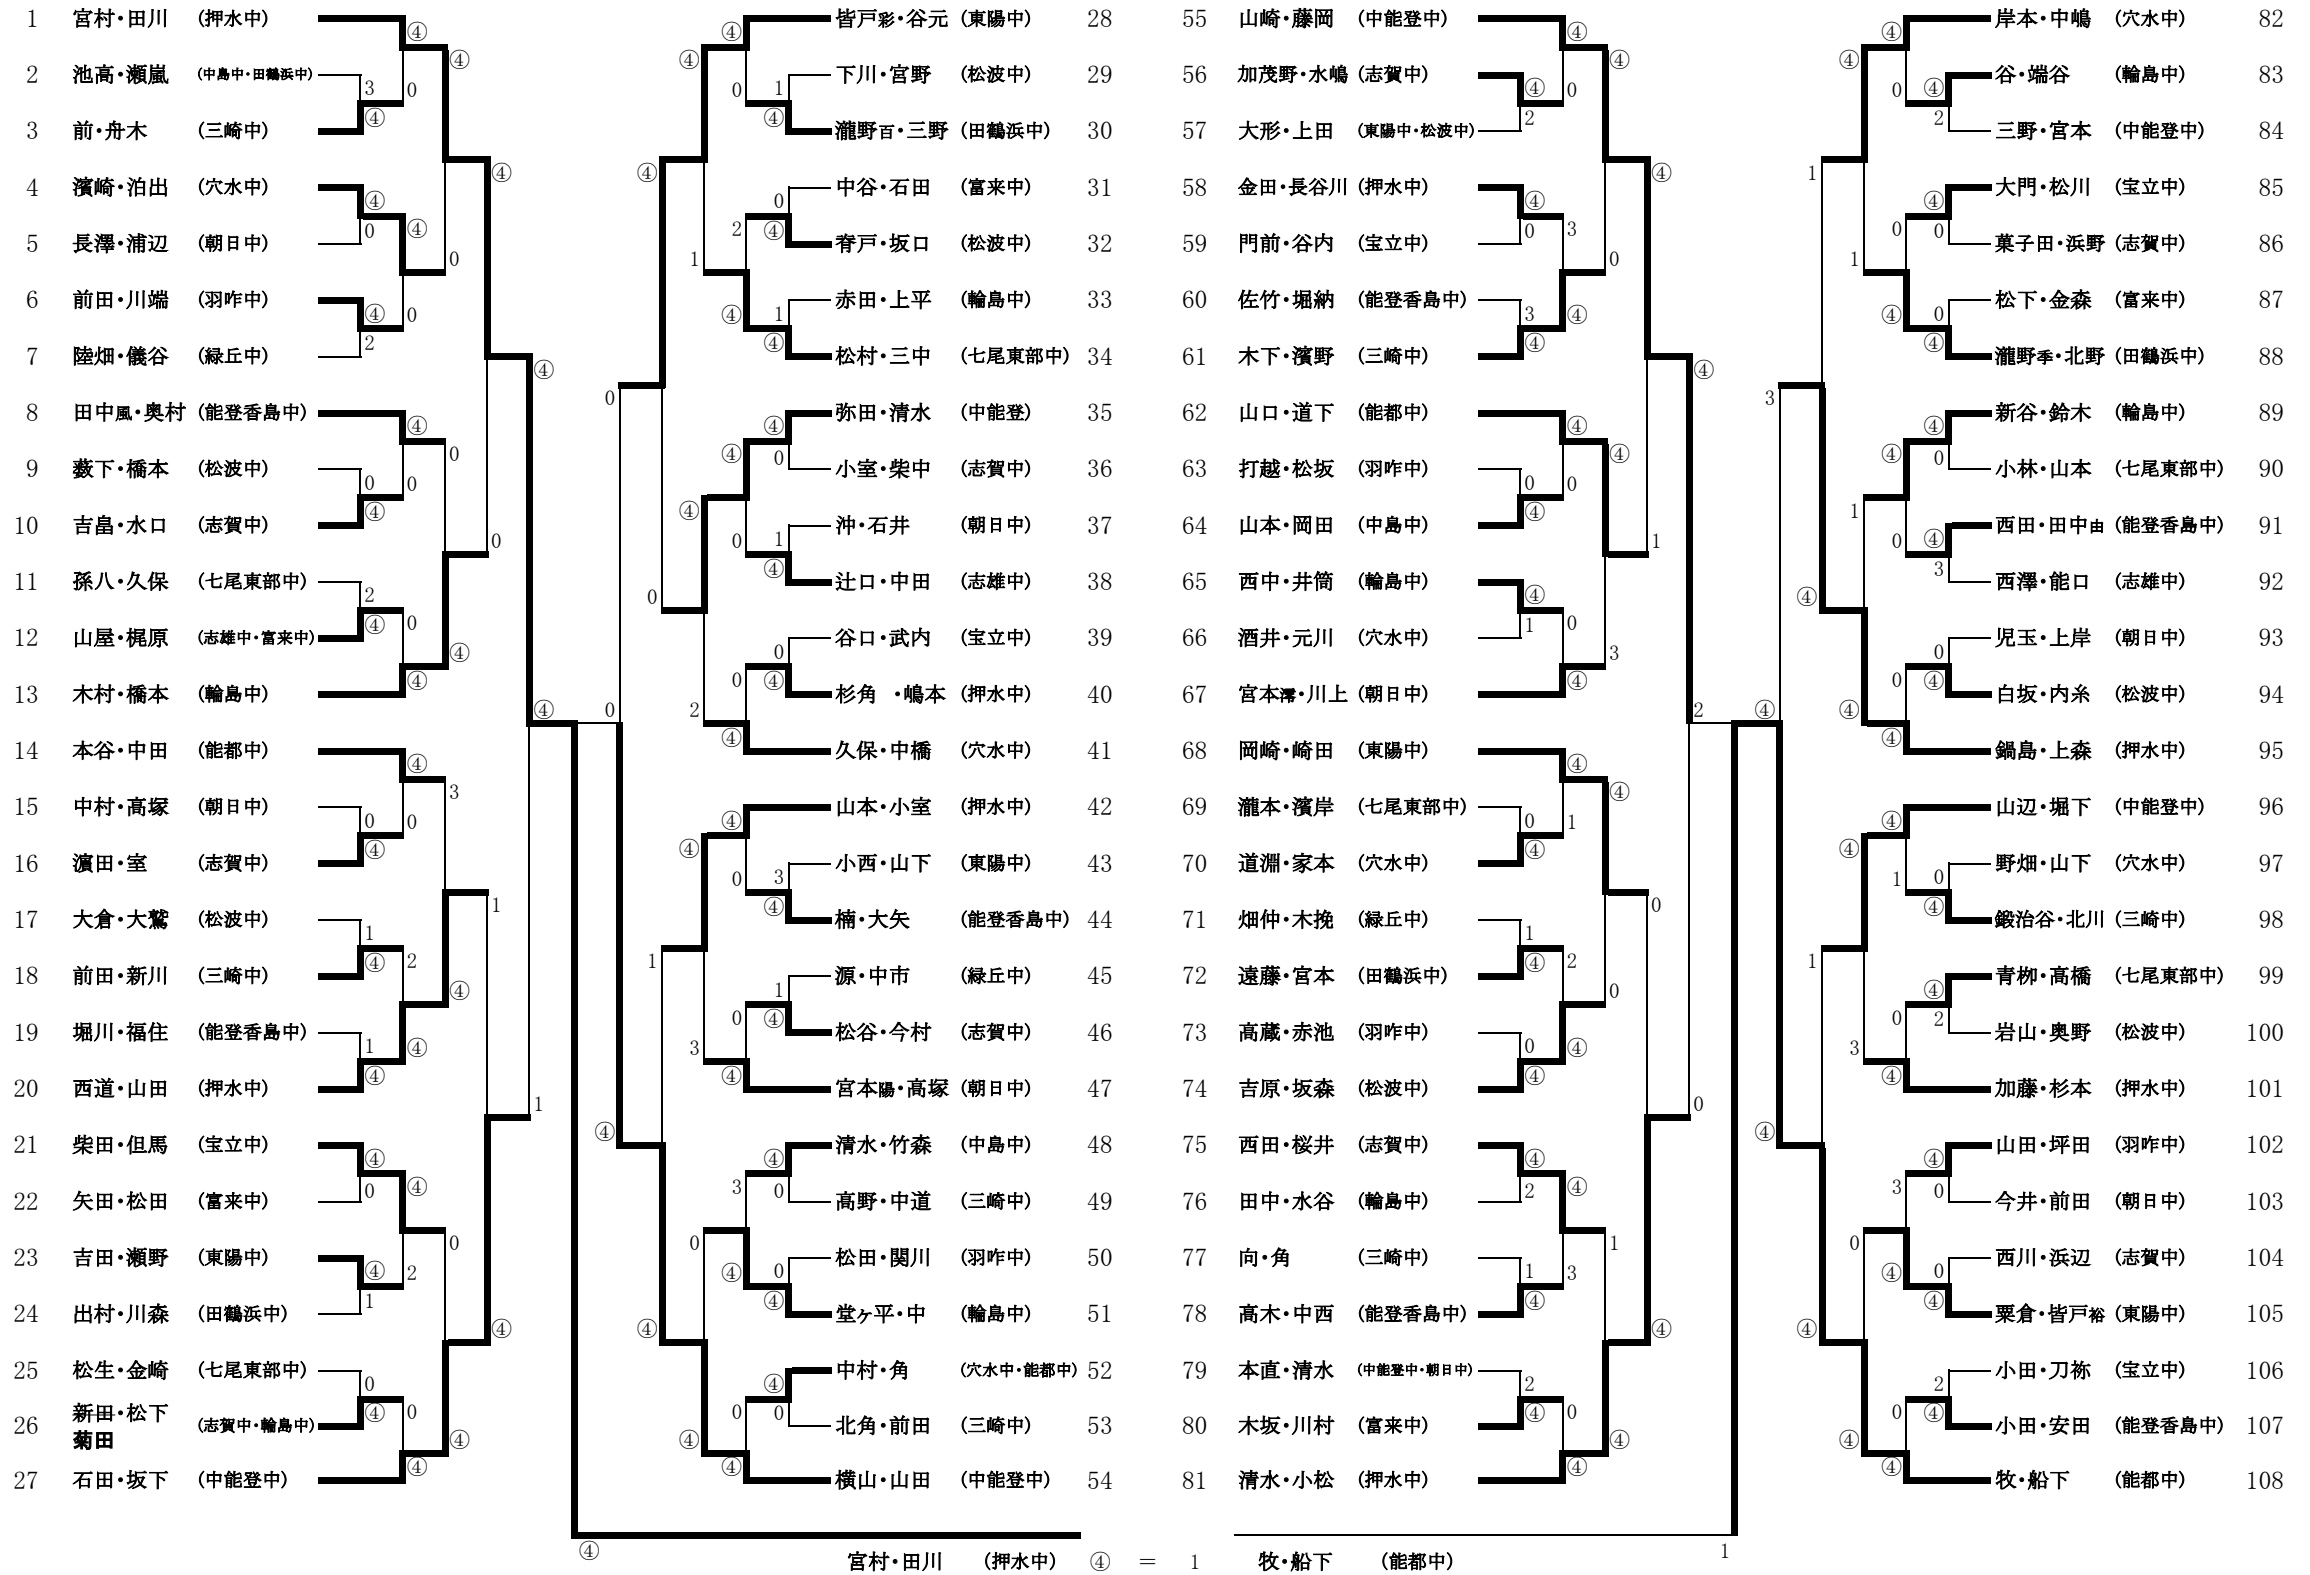 1 宮村・田川 (押水中)
2 池高・瀬嵐 (中島中・田鶴浜中)
3 前・舟木 (三崎中)
4 濱崎・泊出 (穴水中)
5 長澤・浦辺 (朝日中)
6 前田・川端 (羽咋中)
7 陸畑・儀谷 (緑丘中)
8 田中風・奥村 (能登香島中)
9 薮下・橋本 (松波中)
10 吉畠・水口 (志賀中)
11 孫八・久保 (七尾東部中)
12 山屋・梶原 (志雄中・富来中)
13 木村・橋本 (輪島中)
14 本谷・中田 (能都中)
15 中村・高塚 (朝日中)
16 濵田・室 (志賀中)
17 大倉・大鷲 (松波中)
18 前田・新川 (三崎中)
19 堀川・福住 (能登香島中)
20 西道・山田 (押水中)
21 柴田・但馬 (宝立中)
22 矢田・松田 (富来中)
23 吉田・瀬野 (東陽中)
24 出村・川森 (田鶴浜中)
25 松生・金崎 (七尾東部中)
26 新田・松下 (志賀中・輪島中)
菊田
27 石田・坂下 (中能登中)
皆戸彩・谷元 (東陽中) 28
下川・宮野 (松波中) 29
瀧野百・三野 (田鶴浜中) 30
中谷・石田 (富来中) 31
脊戸・坂口 (松波中) 32
赤田・上平 (輪島中) 33
松村・三中 (七尾東部中) 34
弥田・清水 (中能登) 35
小室・柴中 (志賀中) 36
沖・石井 (朝日中) 37
辻口・中田 (志雄中) 38
谷口・武内 (宝立中) 39
杉角 ・嶋本 (押水中) 40
久保・中橋 (穴水中) 41
山本・小室 (押水中) 42
小西・山下 (東陽中) 43
楠・大矢 (能登香島中) 44
源・中市 (緑丘中) 45
松谷・今村 (志賀中) 46
宮本陽・高塚 (朝日中) 47
清水・竹森 (中島中) 48
高野・中道 (三崎中) 49
松田・関川 (羽咋中) 50
堂ヶ平・中 (輪島中) 51
中村・角 (穴水中・能都中) 52
北角・前田 (三崎中) 53
横山・山田 (中能登中) 54
55 山崎・藤岡 (中能登中)
56 加茂野・水嶋 (志賀中)
57 大形・上田 (東陽中・松波中)
58 金田・長谷川 (押水中)
59 門前・谷内 (宝立中)
60 佐竹・堀納 (能登香島中)
61 木下・濱野 (三崎中)
62 山口・道下 (能都中)
63 打越・松坂 (羽咋中)
64 山本・岡田 (中島中)
65 西中・井筒 (輪島中)
66 酒井・元川 (穴水中)
67 宮本澪・川上 (朝日中)
68 岡崎・崎田 (東陽中)
69 瀧本・濱岸 (七尾東部中)
70 道淵・家本 (穴水中)
71 畑仲・木挽 (緑丘中)
72 遠藤・宮本 (田鶴浜中)
73 高蔵・赤池 (羽咋中)
74 吉原・坂森 (松波中)
75 西田・桜井 (志賀中)
76 田中・水谷 (輪島中)
77 向・角 (三崎中)
78 高木・中西 (能登香島中)
79 本直・清水 (中能登中・朝日中)
80 木坂・川村 (富来中)
81 清水・小松 (押水中)
岸本・中嶋 (穴水中) 82
谷・端谷 (輪島中) 83
三野・宮本 (中能登中) 84
大門・松川 (宝立中) 85
菓子田・浜野 (志賀中) 86
松下・金森 (富来中) 87
瀧野季・北野 (田鶴浜中) 88
新谷・鈴木 (輪島中) 89
小林・山本 (七尾東部中) 90
西田・田中由 (能登香島中) 91
西澤・能口 (志雄中) 92
児玉・上岸 (朝日中) 93
白坂・内糸 (松波中) 94
鍋島・上森 (押水中) 95
山辺・堀下 (中能登中) 96
野畑・山下 (穴水中) 97
鍛治谷・北川 (三崎中) 98
青栁・高橋 (七尾東部中) 99
岩山・奥野 (松波中) 100
加藤・杉本 (押水中) 101
山田・坪田 (羽咋中) 102
今井・前田 (朝日中) 103
西川・浜辺 (志賀中) 104
粟倉・皆戸裕 (東陽中) 105
小田・刀祢 (宝立中) 106
小田・安田 (能登香島中) 107
牧・船下 (能都中) 108
④ 1
宮村・田川 (押水中) ④ = 1 牧・船下 (能都中)